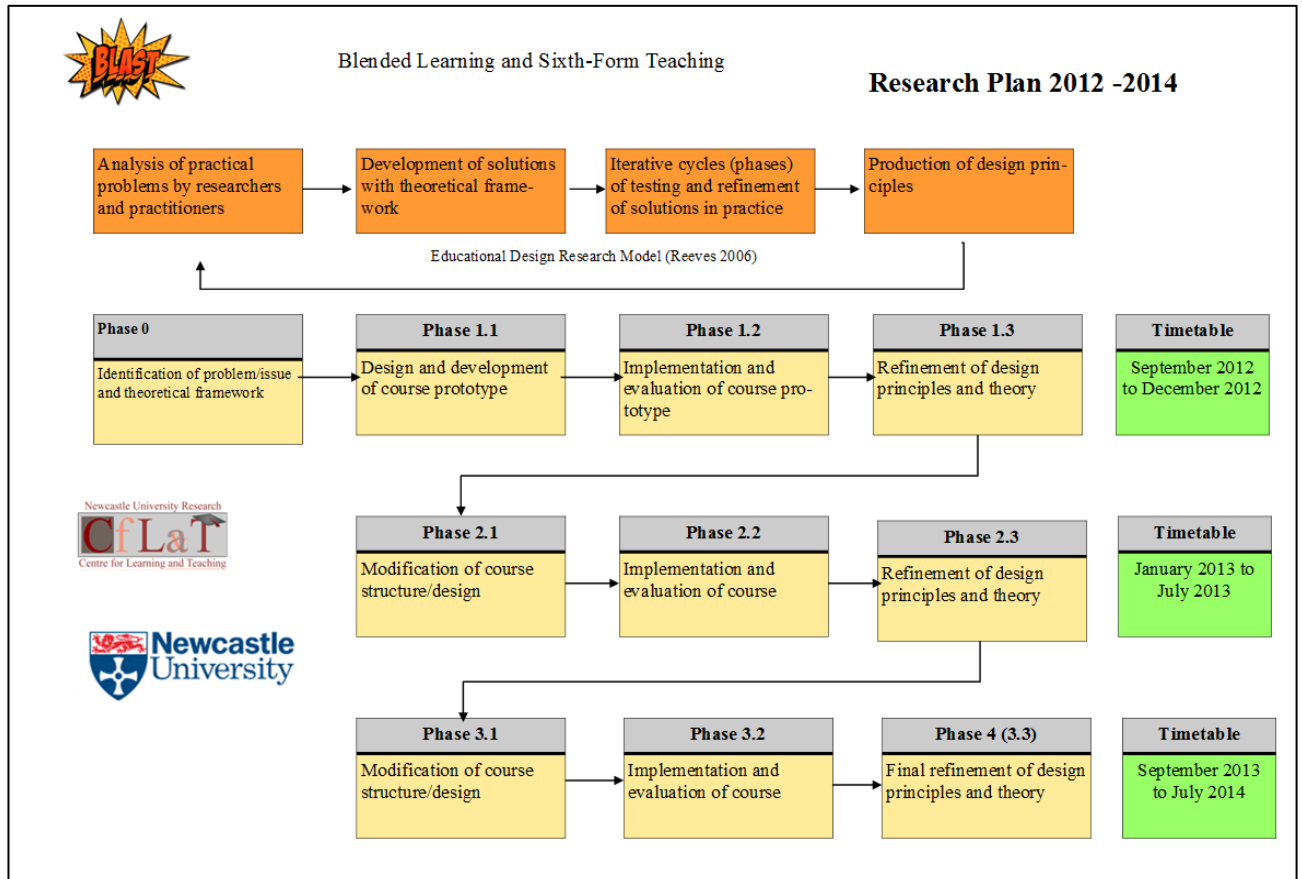 BLAST
Blended Learning and Sixth-Form Teaching
Research Plan 2012 -2014
Analysis of practical
problems by researchers
and practitioners
Development of solutions
with theoretical frame-
work
Iterative cycles (phases)
of testing and refinement
of solutions in practice
Production of design prin-
ciples
Educational Design Research Model (Reeves 2006)
Phase 0
Identification of problem/issue
and theoretical framework
Phase 1.1
Design and development
of course prototype
Phase 1.2
Implementation and
evaluation of course pro-
totype
Phase 1.3
Refinement of design
principles and theory
Timetable
September 2012
to December 2012
Newcastle University Research
CfLaT
Centre for Learning and Teaching
Phase 2.1
Modification of course
structure/design
Phase 2.2
Implementation and
evaluation of course
Phase 2.3
Refinement of design
principles and theory
Timetable
January 2013 to
July 2013
Newcastle
University
Phase 3.1
Modification of course
structure/design
Phase 3.2
Implementation and
evaluation of course
Phase 4 (3.3)
Final refinement of design
principles and theory
Timetable
September 2013
to July 2014